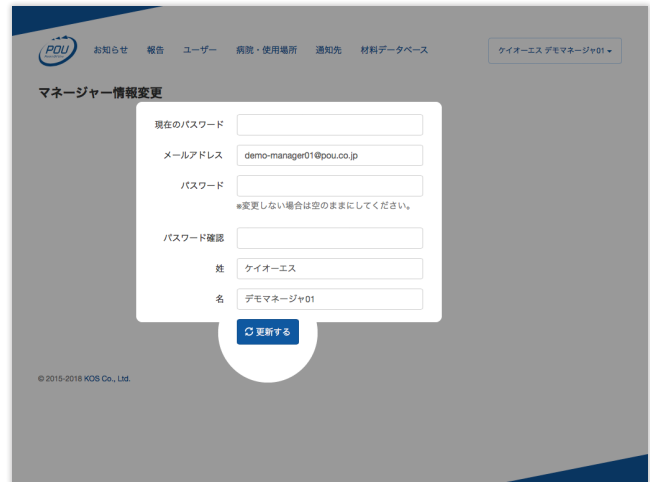 POU
お知らせ 報告 ユーザー 病院・使用場所 通知先 材料データベース ケイオーエス デモマネージャ01
マネージャー情報変更
現在のパスワード
メールアドレス demo-manager01@pou.co.jp
パスワード
※変更しない場合は空のままにしてください。
パスワード確認
姓 ケイオーエス
名 デモマネージャ01
更新する
© 2015-2016 KOS Co., Ltd.